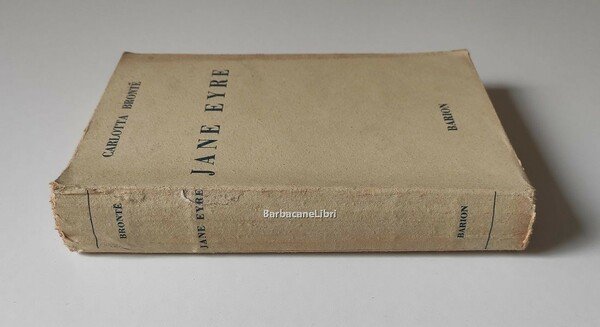 CARLOTTA BRONTË
JANE EYRE
BARION
BRONTË
JANE EYRE
BARION
BarbacaneLibri